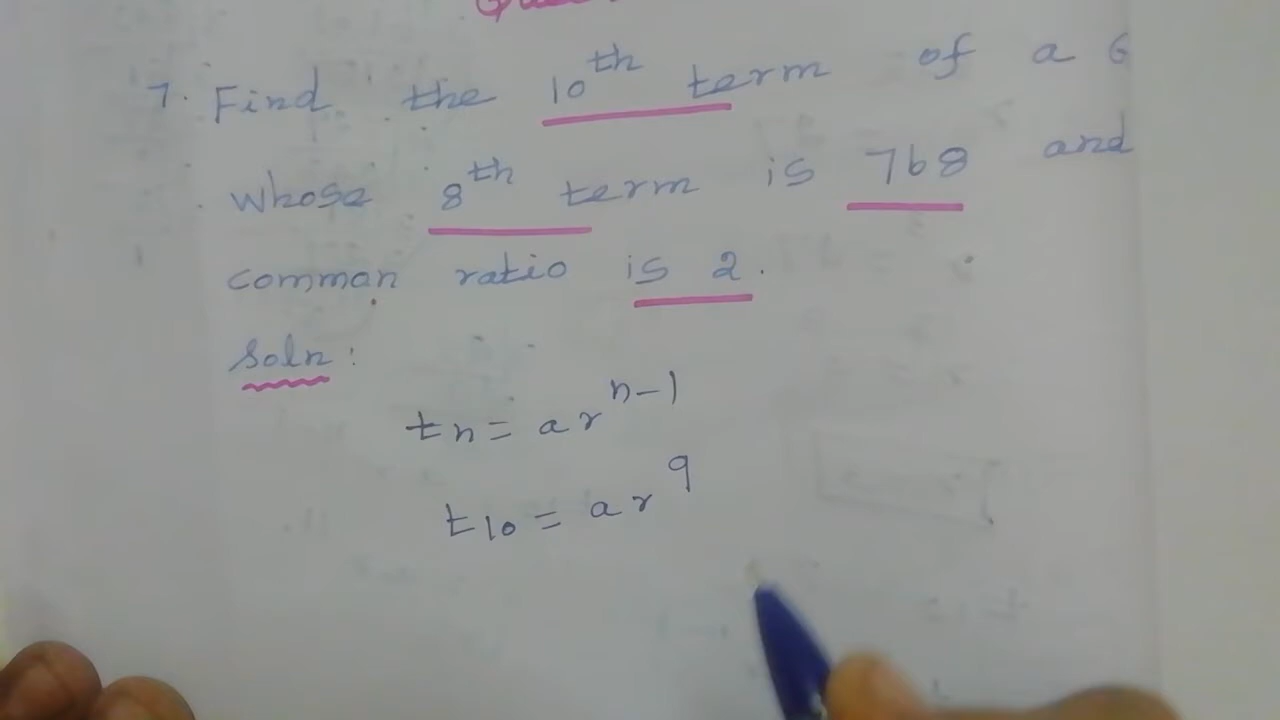 7. Find the 10th term of a G
whose 8th term is 768 and
common ratio is 2.
Soln:
tn = ar^n-1
t10 = ar^9